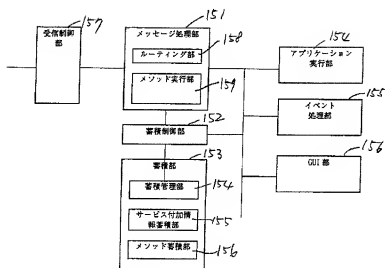 157
受信制御
部
151
メッセージ処理部
ルーティング部
158
メソッド実行部
159
152
蓄積制御部
153
蓄積部
蓄積管理部
154
サービス付加情
報蓄積部
155
メソッド蓄積部
156
154
アプリケーション
実行部
155
イベント
処理部
156
GUI 部